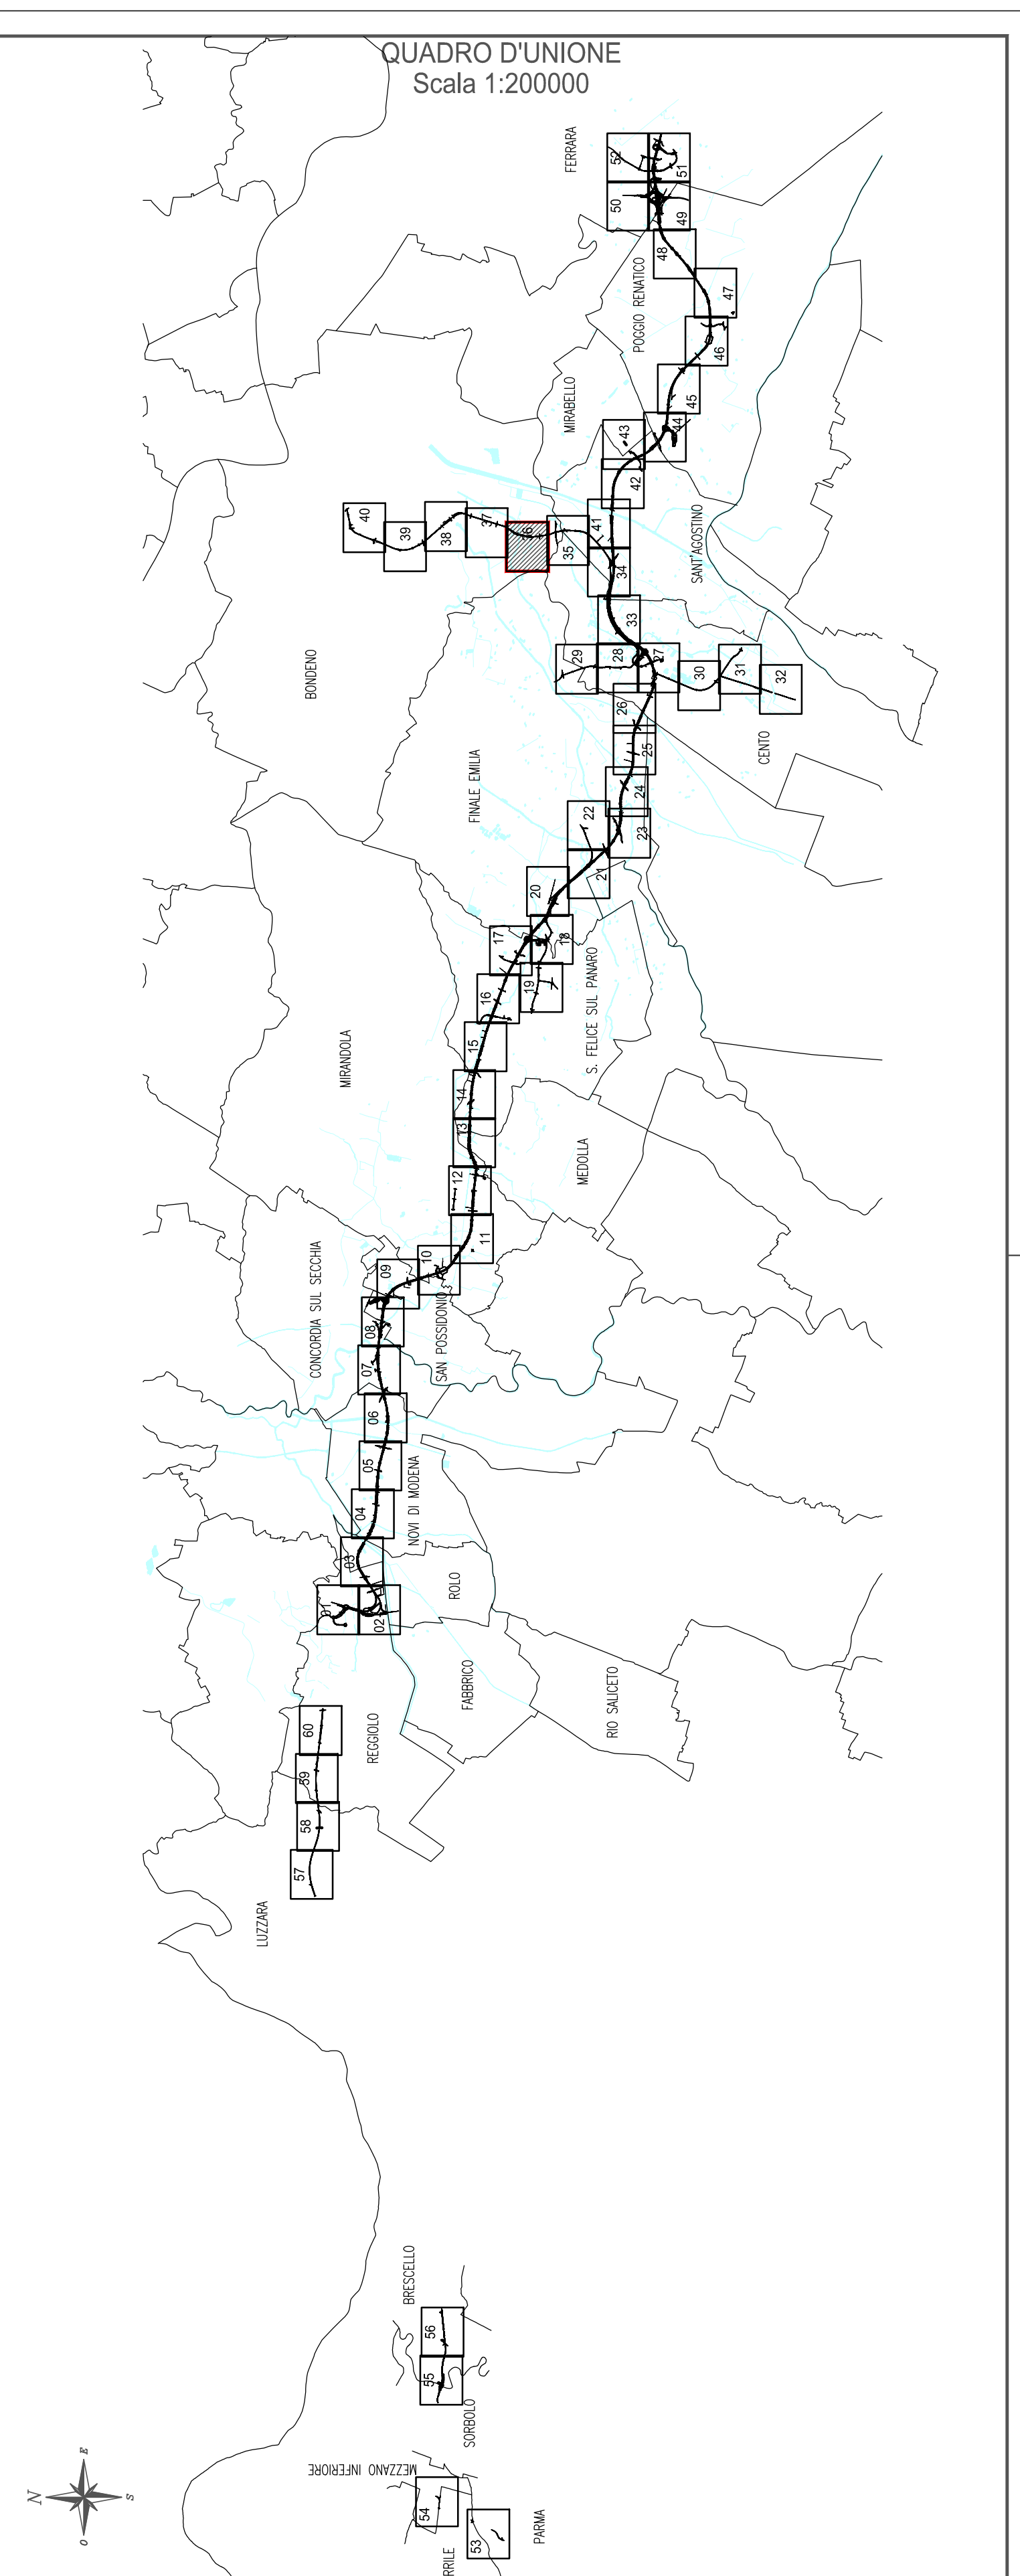 QUADRO D'UNIONE
Scala 1:200000
FERRARA
52
51
50
49
48
POGGIO RENATICO
47
46
MIRABELLO
45
44
43
42
41
40
39
38
37
36
35
34
SANT'AGOSTINO
33
BONDENO
29
28
27
30
31
32
26
25
CENTO
FINALE EMILIA
24
22
23
21
20
17
18
19
16
S. FELICE SUL PANARO
15
MIRANDOLA
14
13
MEDOLLA
12
11
10
09
CONCORDIA SUL SECCHIA
SAN POSSIDONIO
08
07
06
05
NOVI DI MODENA
04
03
ROLO
01
02
FABBRICO
RIO SALICETO
REGGIOLO
60
59
58
57
LUZZARA
BRESCELLO
56
55
SORBOLO
MEZZANO INFERIORE
54
53
PARMA
RRILE
N
E
S
O